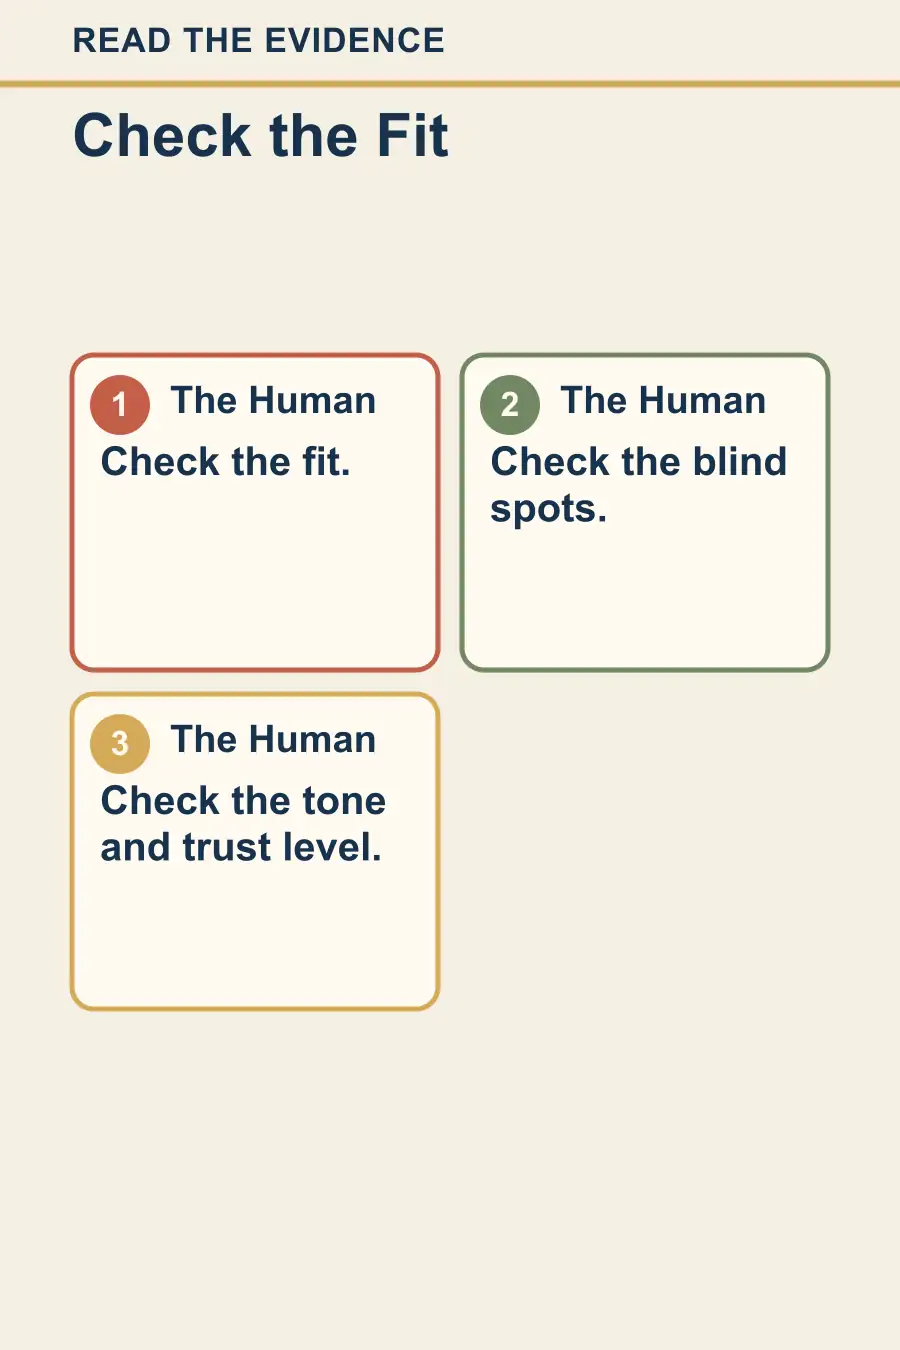 READ THE EVIDENCE
Check the Fit
1 The Human
Check the fit.
2 The Human
Check the blind
spots.
3 The Human
Check the tone
and trust level.